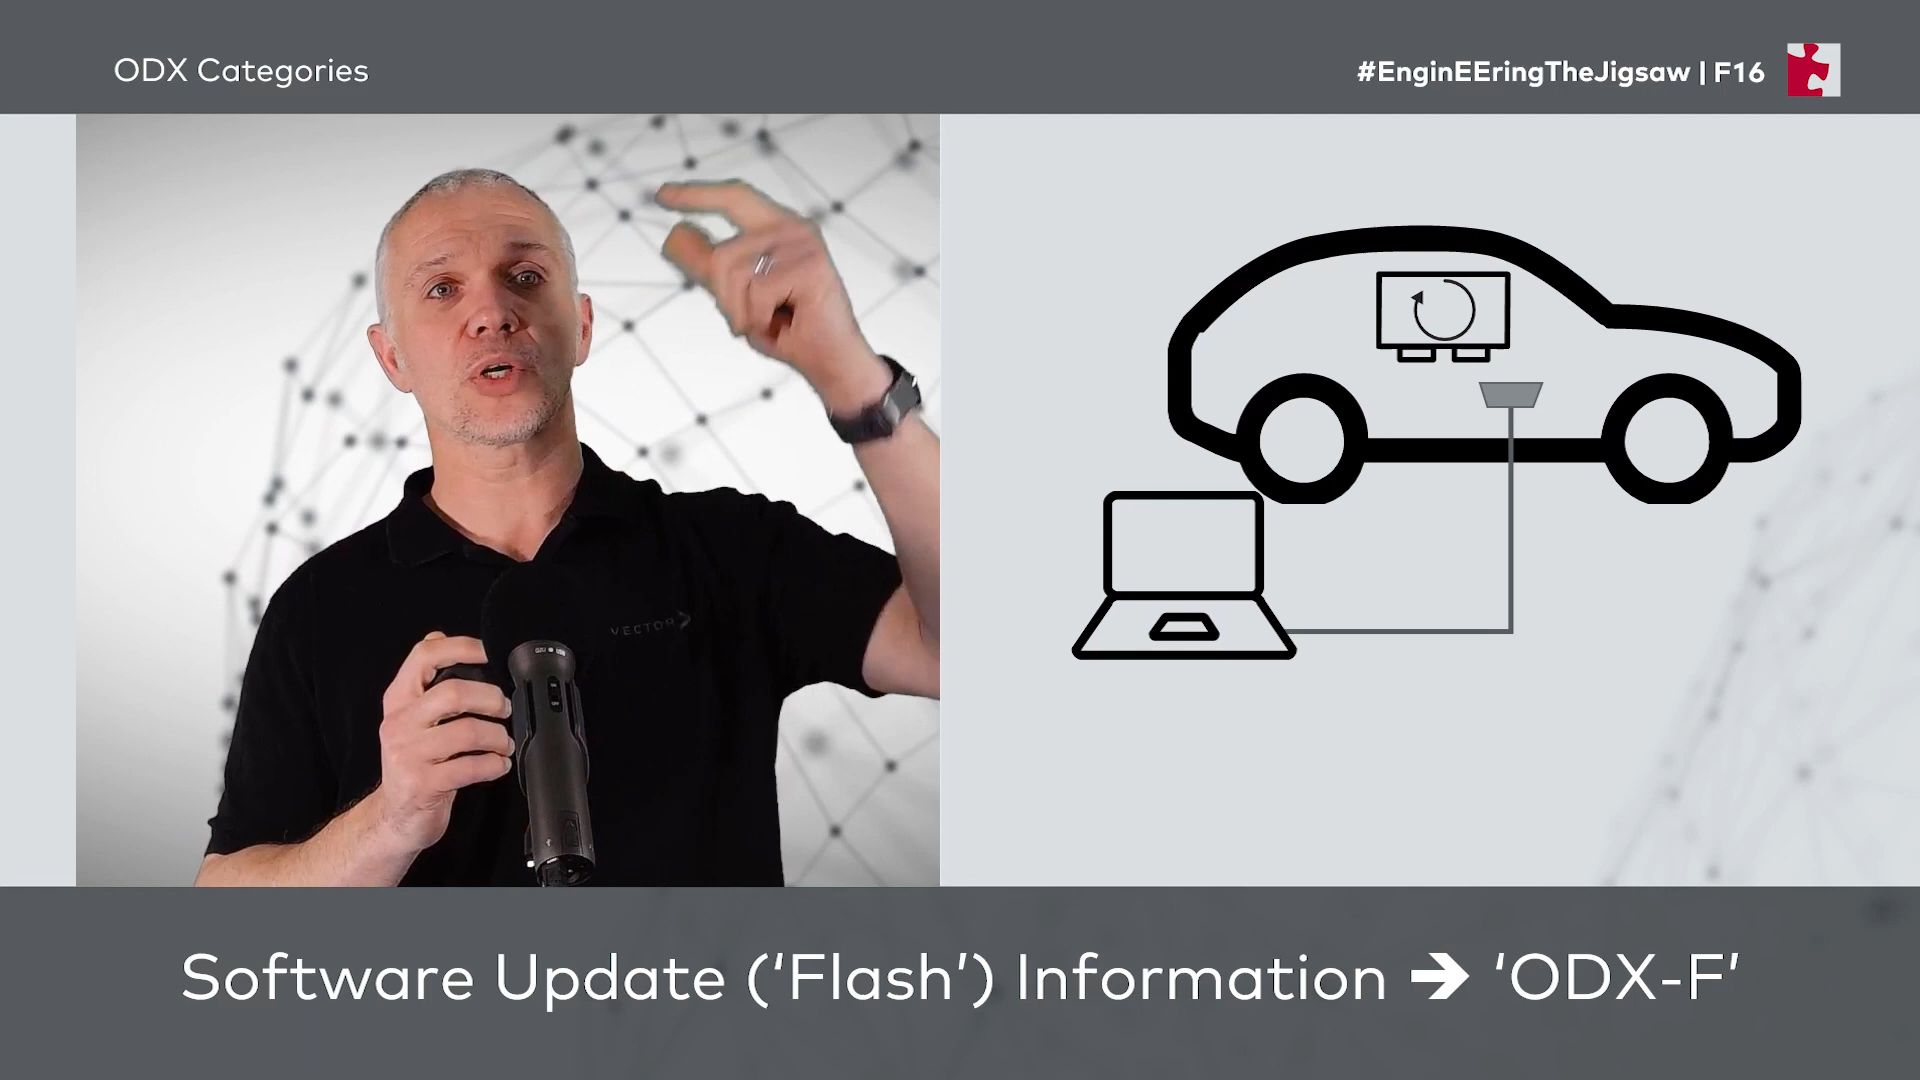 ODX Categories
#EnginEEringTheJigsaw | F16
VECTOR
Software Update (‘Flash’) Information ➔ ‘ODX-F’